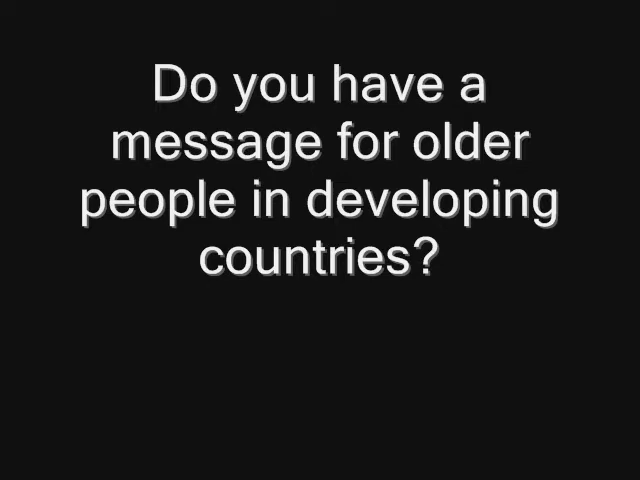 Do you have a
message for older
people in developing
countries?